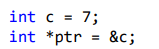 int c = 7;
int *ptr = &c;